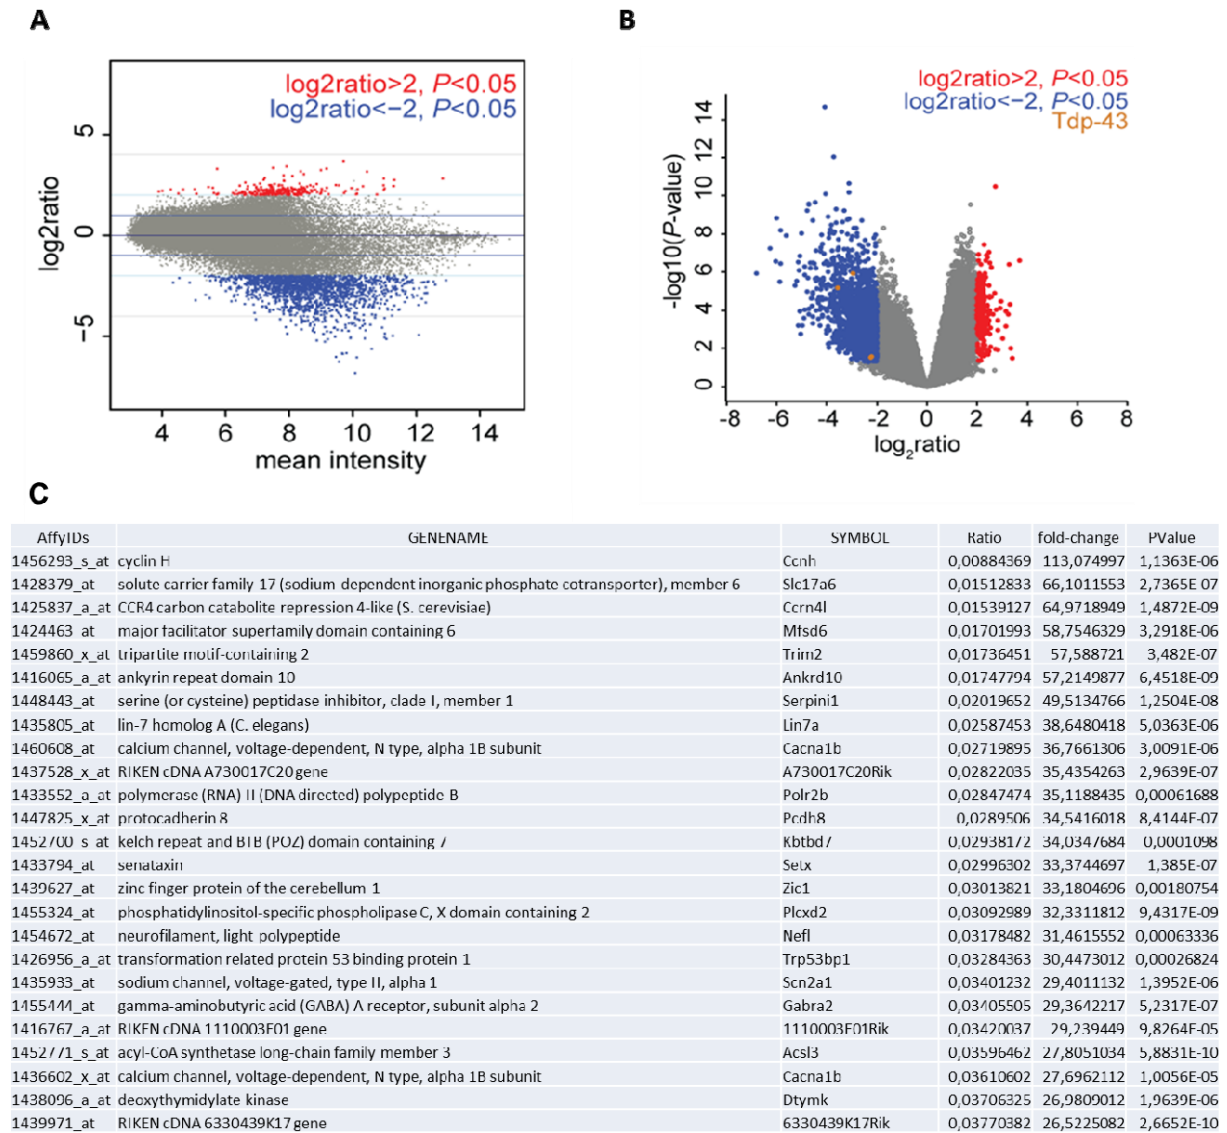 A
log2ratio>2, P<0.05
log2ratio<−2, P<0.05
5
0
−5
log2ratio
4 6 8 10 12 14
mean intensity
B
log2ratio>2, P<0.05
log2ratio<−2, P<0.05
Tdp-43
14
12
10
8
6
4
2
0
-log10(P-value)
-8 -6 -4 -2 0 2 4 6 8
log2ratio
C
AffyIDs GENENAME SYMBOL Ratio fold-change PValue
1456293_s_at cyclin H Ccnh 0,00884369 113,074997 1,1363E-06
1428379_at solute carrier family 17 (sodium-dependent inorganic phosphate cotransporter), member 6 Slc17a6 0,01512833 66,1011553 2,7365E-07
1425837_a_at CCR4 carbon catabolite repression 4-like (S. cerevisiae) Ccrn4l 0,01539127 64,9718949 1,4872E-09
1424463_at major facilitator superfamily domain containing 6 Mfsd6 0,01701993 58,7546329 3,2918E-06
1459860_x_at tripartite motif-containing 2 Trim2 0,01736451 57,588721 3,482E-07
1416065_a_at ankyrin repeat domain 10 Ankrd10 0,01747794 57,2149877 6,4518E-09
1448443_at serine (or cysteine) peptidase inhibitor, clade I, member 1 Serpini1 0,02019652 49,5134766 1,2504E-08
1435805_at lin-7 homolog A (C. elegans) Lin7a 0,02587453 38,6480418 5,0363E-06
1460608_at calcium channel, voltage-dependent, N type, alpha 1B subunit Cacna1b 0,02719895 36,7661306 3,0091E-06
1437528_x_at RIKEN cDNA A730017C20 gene A730017C20Rik 0,02822035 35,4354263 2,9639E-07
1433552_a_at polymerase (RNA) II (DNA directed) polypeptide B Polr2b 0,02847474 35,1188435 0,00061688
1447825_x_at protocadherin 8 Pcdh8 0,0289506 34,5416018 8,4144E-07
1452700_s_at kelch repeat and BTB (POZ) domain containing 7 Kbtbd7 0,02938172 34,0347684 0,0001098
1433794_at senataxin Setx 0,02996302 33,3744697 1,385E-07
1439627_at zinc finger protein of the cerebellum 1 Zic1 0,03013821 33,1804696 0,00180754
1455324_at phosphatidylinositol-specific phospholipase C, X domain containing 2 Plcxd2 0,03092989 32,3311812 9,4317E-09
1454672_at neurofilament, light polypeptide Nefl 0,03178482 31,4615552 0,00063336
1426956_a_at transformation related protein 53 binding protein 1 Trp53bp1 0,03284363 30,4473012 0,00026824
1435933_at sodium channel, voltage-gated, type II, alpha 1 Scn2a1 0,03401232 29,4011132 1,3952E-06
1455444_at gamma-aminobutyric acid (GABA) A receptor, subunit alpha 2 Gabra2 0,03405505 29,3642217 5,2317E-07
1416767_a_at RIKEN cDNA 1110003E01 gene 1110003E01Rik 0,03420037 29,239449 9,8264E-05
1452771_s_at acyl-CoA synthetase long-chain family member 3 Acsl3 0,03596462 27,8051034 5,8831E-10
1436602_x_at calcium channel, voltage-dependent, N type, alpha 1B subunit Cacna1b 0,03610602 27,6962112 1,0056E-05
1438096_a_at deoxythymidylate kinase Dtymk 0,03706325 26,9809012 1,9639E-06
1439971_at RIKEN cDNA 6330439K17 gene 6330439K17Rik 0,03770382 26,5225082 2,6652E-10